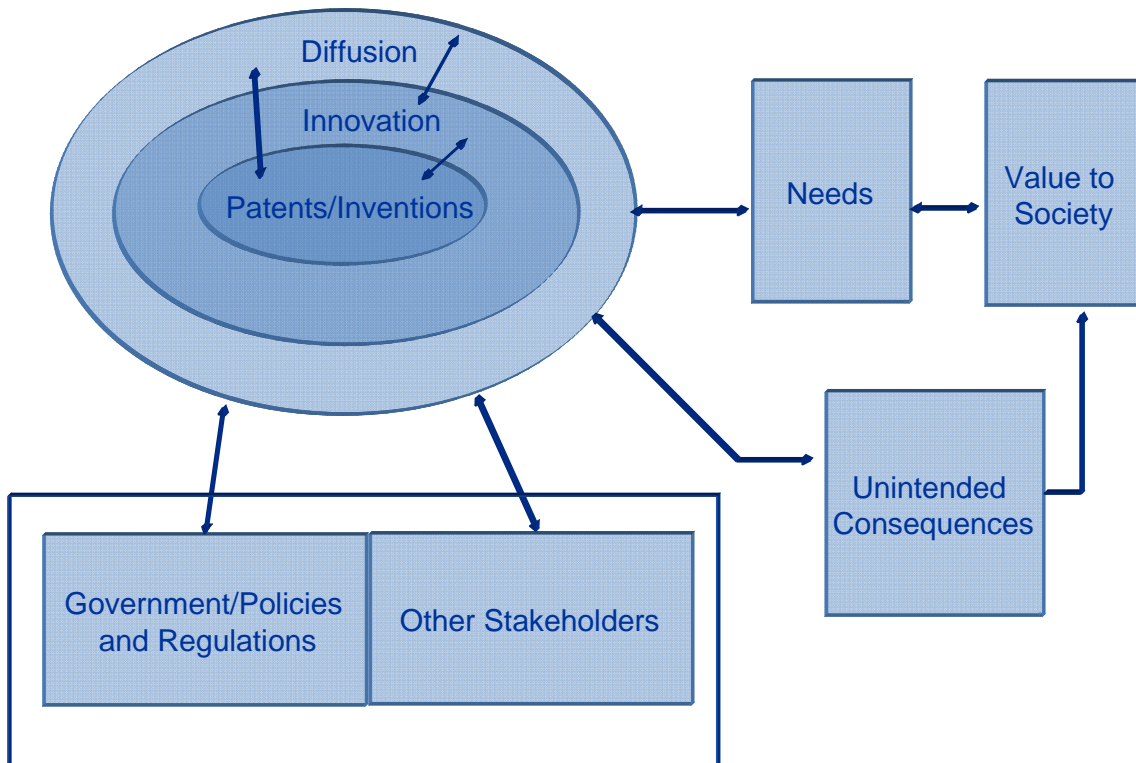 Diffusion
Innovation
Patents/Inventions
Needs
Value to
Society
Unintended
Consequences
Government/Policies
and Regulations
Other Stakeholders